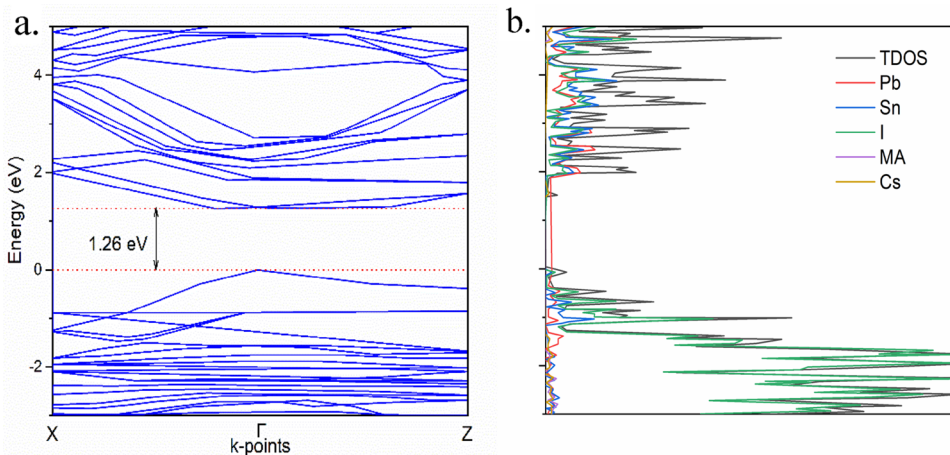 a.
4
2
0
-2
Energy (eV)
1.26 eV
X
Γ
Z
k-points
b.
TDOS
Pb
Sn
I
MA
Cs